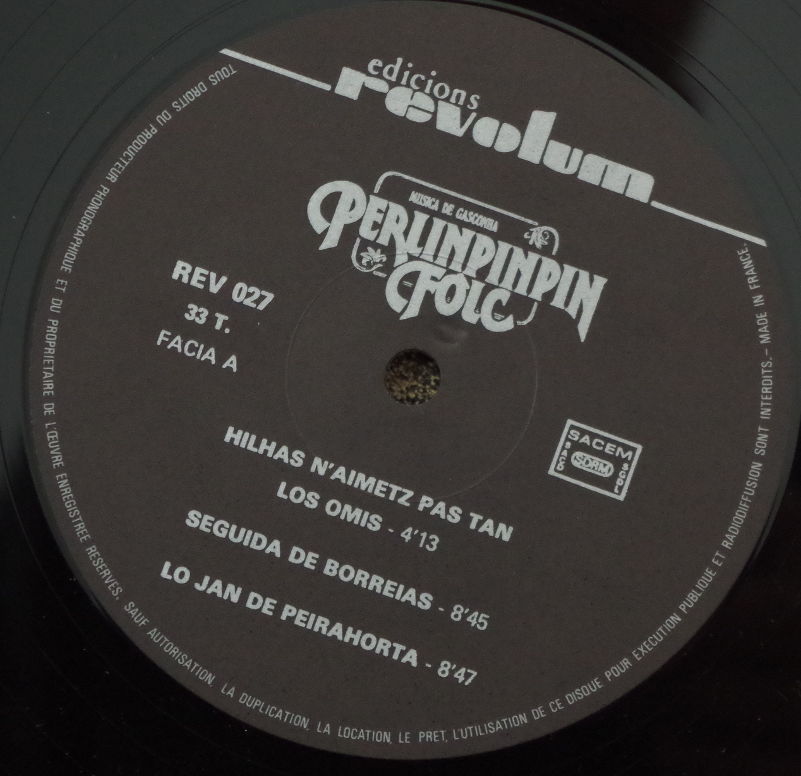 edicions
revolum
MUSICA DE GASCONHA
PERLINPINPIN
FOLC
REV 027
33 T.
FACIA A
SACEM
SACD
SDRM
SGDL
HILHAS N'AIMETZ PAS TAN
LOS OMIS - 4'13
SEGUIDA DE BORREIAS - 8'45
LO JAN DE PEIRAHORTA - 8'47
TOUS DROITS DU PRODUCTEUR PHONOGRAPHIQUE ET DU PROPRIETAIRE DE L'ŒUVRE ENREGISTREE RESERVES, SAUF AUTORISATION, LA DUPLICATION, LA LOCATION, LE PRET, L'UTILISATION DE CE DISQUE POUR EXECUTION PUBLIQUE ET RADIODIFFUSION SONT INTERDITS. - MADE IN FRANCE.